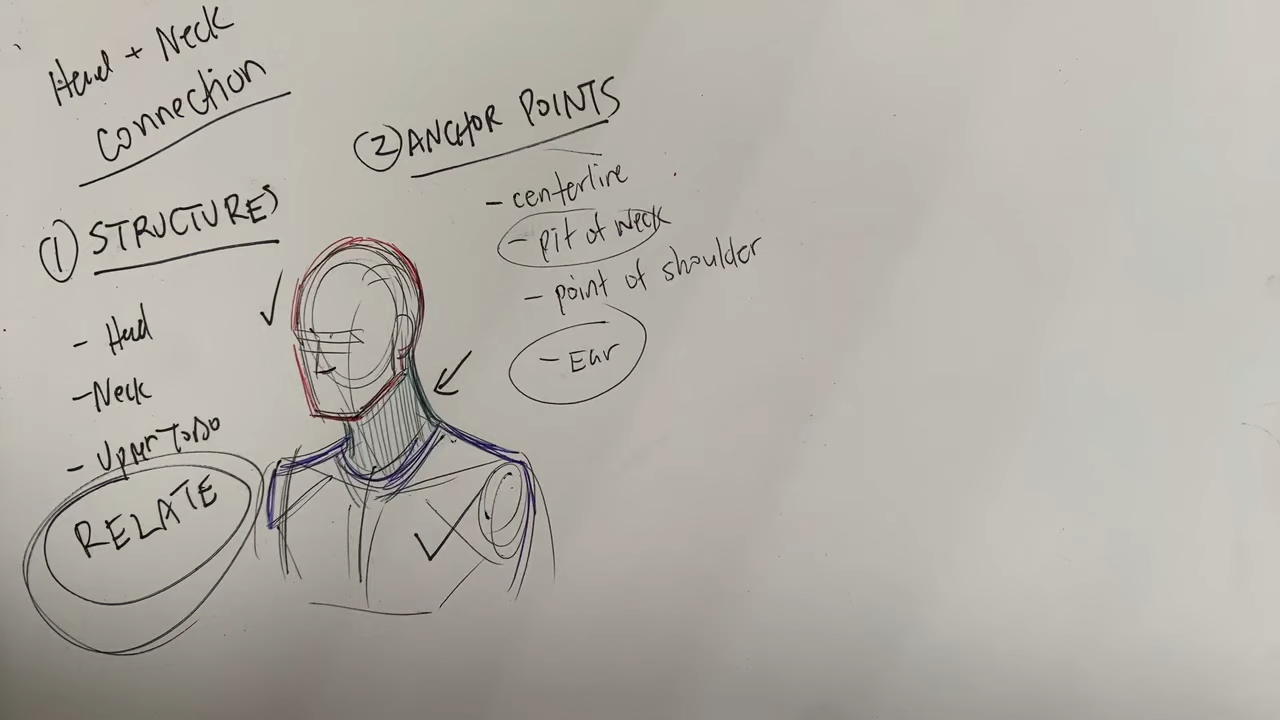 Head + Neck
Connection
① STRUCTURES
- Head
- Neck
- Upper Torso
RELATE
② ANCHOR POINTS
- centerline
- pit of neck
- point of shoulder
- Ear